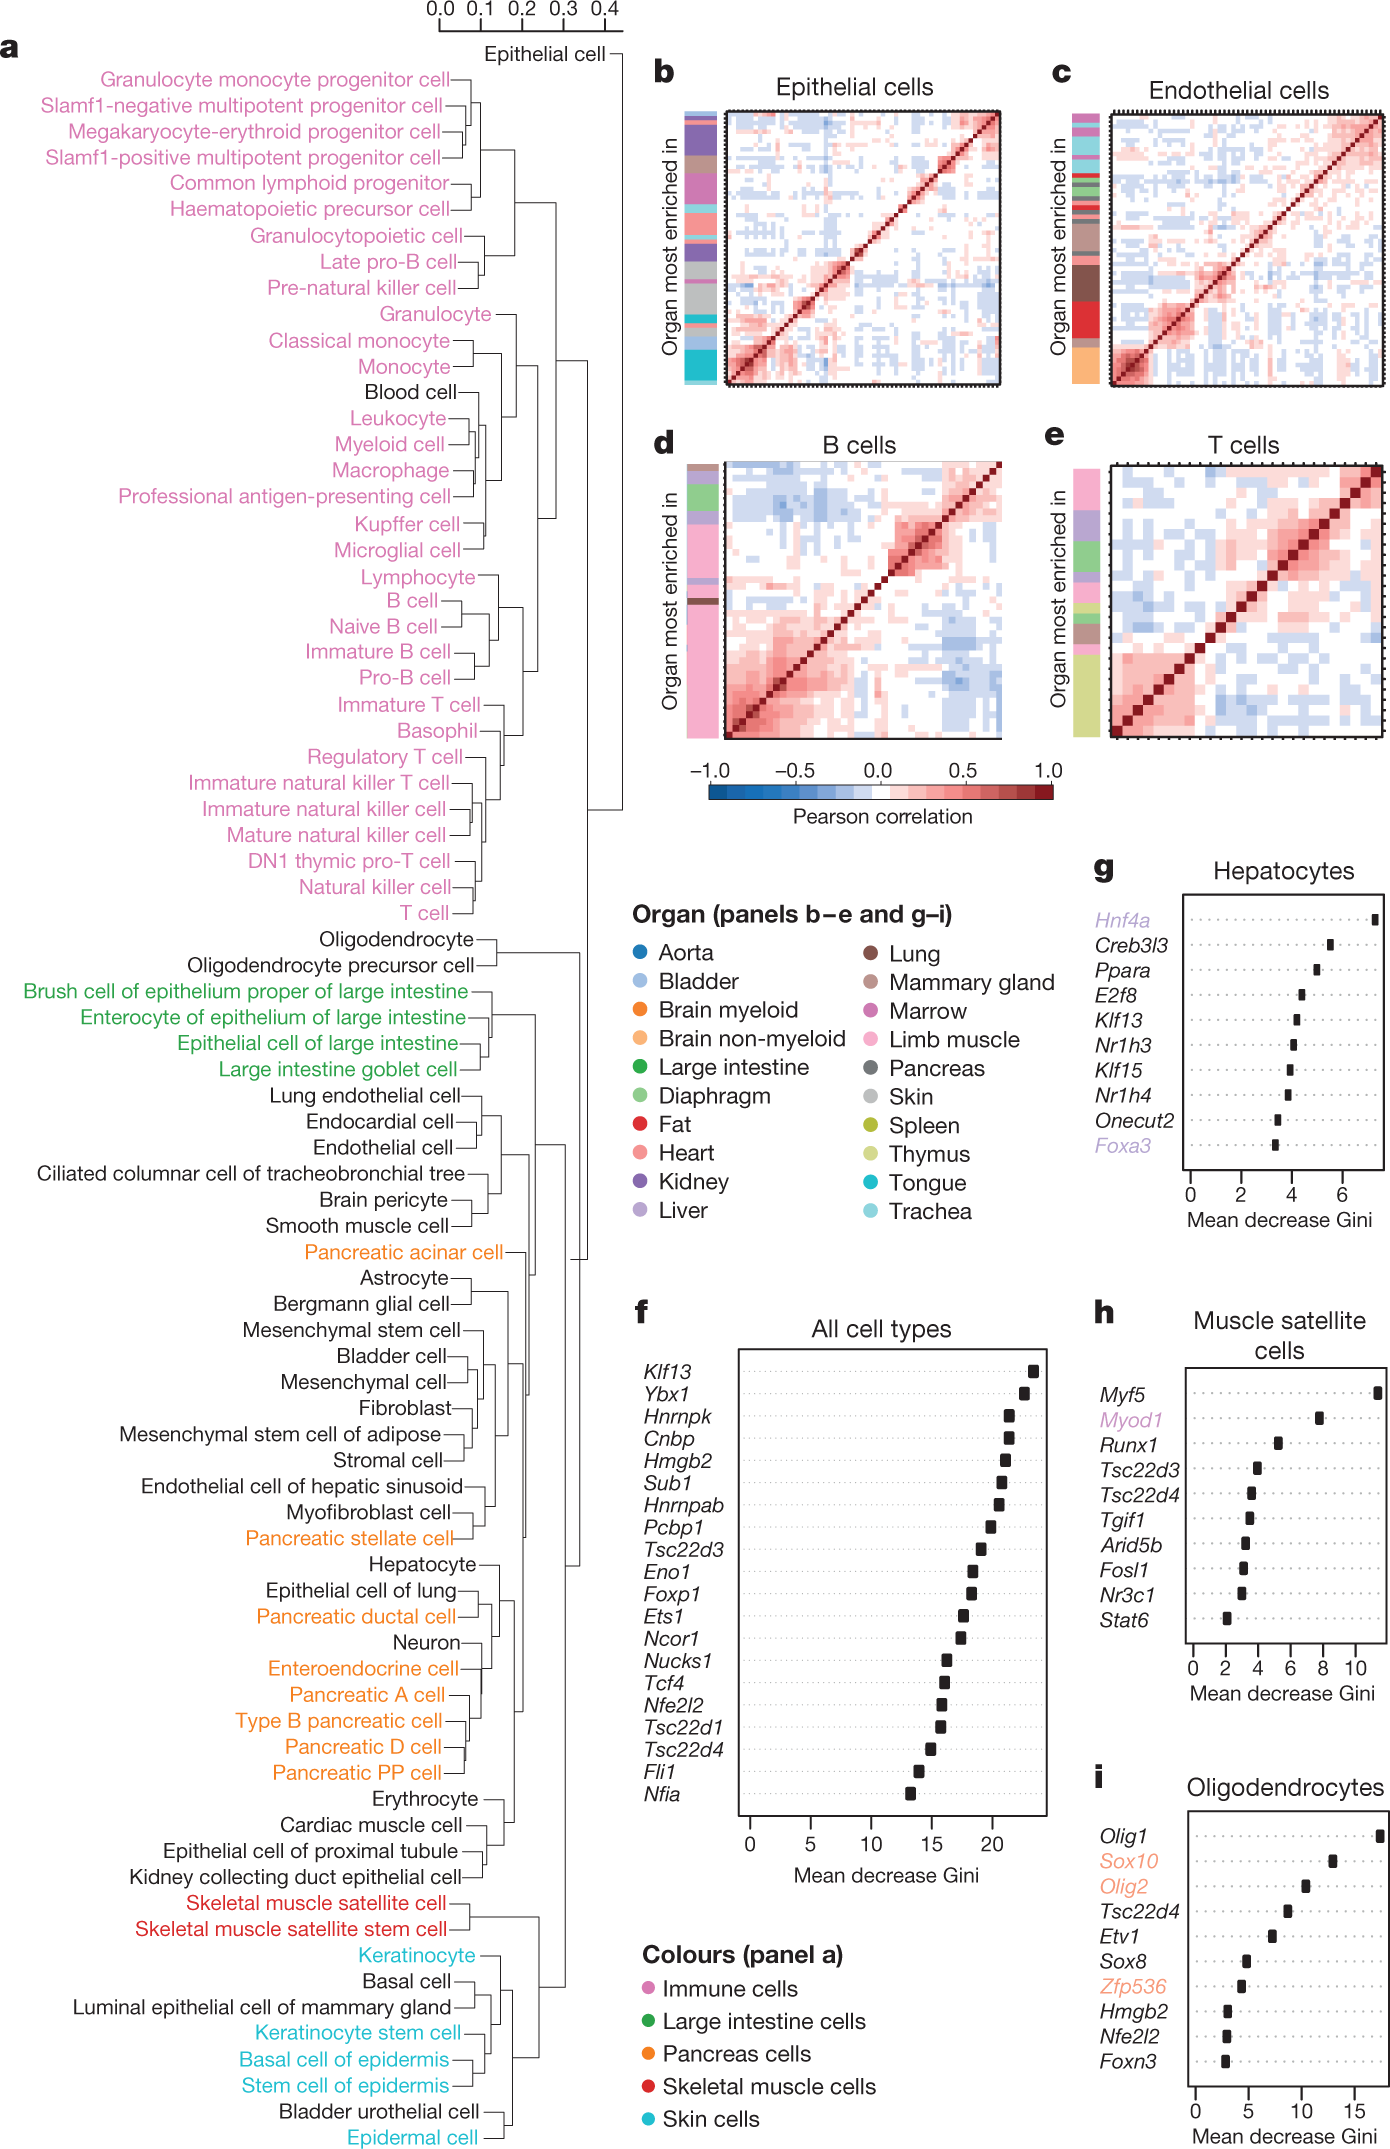 a
0.0 0.1 0.2 0.3 0.4
Epithelial cell
Granulocyte monocyte progenitor cell
Slamf1-negative multipotent progenitor cell
Megakaryocyte-erythroid progenitor cell
Slamf1-positive multipotent progenitor cell
Common lymphoid progenitor
Haematopoietic precursor cell
Granulocytopoietic cell
Late pro-B cell
Pre-natural killer cell
Granulocyte
Classical monocyte
Monocyte
Blood cell
Leukocyte
Myeloid cell
Macrophage
Professional antigen-presenting cell
Kupffer cell
Microglial cell
Lymphocyte
B cell
Naive B cell
Immature B cell
Pro-B cell
Immature T cell
Basophil
Regulatory T cell
Immature natural killer T cell
Immature natural killer cell
Mature natural killer cell
DN1 thymic pro-T cell
Natural killer cell
T cell
Oligodendrocyte
Oligodendrocyte precursor cell
Brush cell of epithelium proper of large intestine
Enterocyte of epithelium of large intestine
Epithelial cell of large intestine
Large intestine goblet cell
Lung endothelial cell
Endocardial cell
Endothelial cell
Ciliated columnar cell of tracheobronchial tree
Brain pericyte
Smooth muscle cell
Pancreatic acinar cell
Astrocyte
Bergmann glial cell
Mesenchymal stem cell
Bladder cell
Mesenchymal cell
Fibroblast
Mesenchymal stem cell of adipose
Stromal cell
Endothelial cell of hepatic sinusoid
Myofibroblast cell
Pancreatic stellate cell
Hepatocyte
Epithelial cell of lung
Pancreatic ductal cell
Neuron
Enteroendocrine cell
Pancreatic A cell
Type B pancreatic cell
Pancreatic D cell
Pancreatic PP cell
Erythrocyte
Cardiac muscle cell
Epithelial cell of proximal tubule
Kidney collecting duct epithelial cell
Skeletal muscle satellite cell
Skeletal muscle satellite stem cell
Keratinocyte
Basal cell
Luminal epithelial cell of mammary gland
Keratinocyte stem cell
Basal cell of epidermis
Stem cell of epidermis
Bladder urothelial cell
Epidermal cell
b
Epithelial cells
Organ most enriched in
c
Endothelial cells
Organ most enriched in
d
B cells
Organ most enriched in
e
T cells
Organ most enriched in
−1.0 −0.5 0.0 0.5 1.0
Pearson correlation
Organ (panels b–e and g–i)
Aorta
Bladder
Brain myeloid
Brain non-myeloid
Large intestine
Diaphragm
Fat
Heart
Kidney
Liver
Lung
Mammary gland
Marrow
Limb muscle
Pancreas
Skin
Spleen
Thymus
Tongue
Trachea
f
All cell types
Klf13
Ybx1
Hnrnpk
Cnbp
Hmgb2
Sub1
Hnrnpab
Pcbp1
Tsc22d3
Eno1
Foxp1
Ets1
Ncor1
Nucks1
Tcf4
Nfe2l2
Tsc22d1
Tsc22d4
Fli1
Nfia
0 5 10 15 20
Mean decrease Gini
Colours (panel a)
Immune cells
Large intestine cells
Pancreas cells
Skeletal muscle cells
Skin cells
g
Hepatocytes
Hnf4a
Creb3l3
Ppara
E2f8
Klf13
Nr1h3
Klf15
Nr1h4
Onecut2
Foxa3
0 2 4 6
Mean decrease Gini
h
Muscle satellite
cells
Myf5
Myod1
Runx1
Tsc22d3
Tsc22d4
Tgif1
Arid5b
Fosl1
Nr3c1
Stat6
0 2 4 6 8 10
Mean decrease Gini
i
Oligodendrocytes
Olig1
Sox10
Olig2
Tsc22d4
Etv1
Sox8
Zfp536
Hmgb2
Nfe2l2
Foxn3
0 5 10 15
Mean decrease Gini